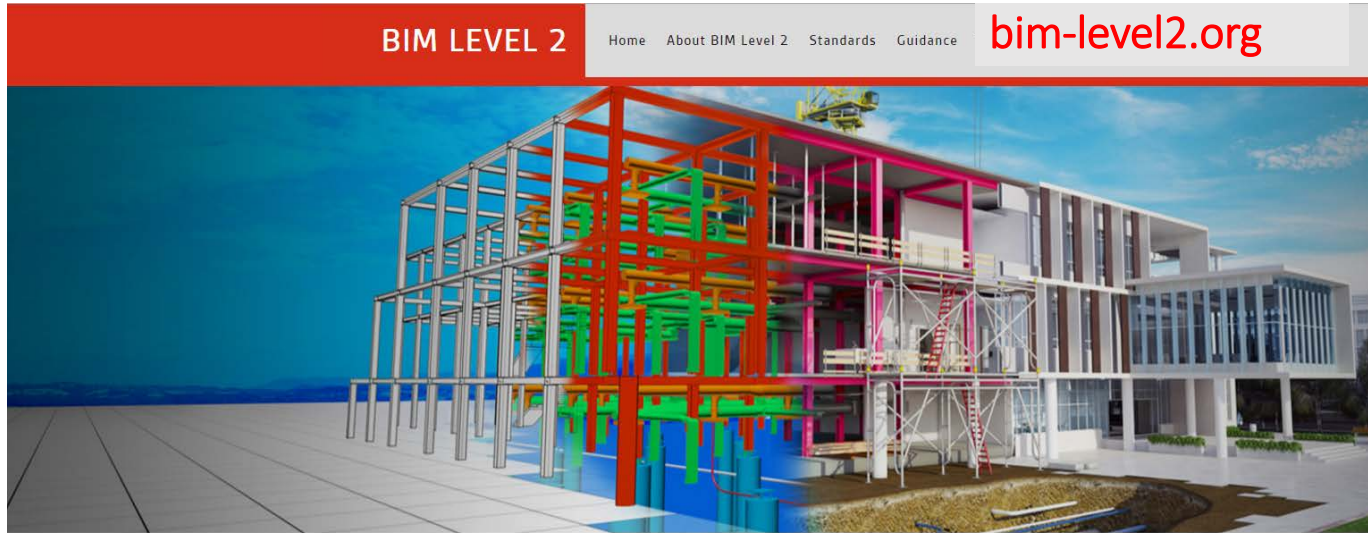 BIM LEVEL 2
Home About BIM Level 2 Standards Guidance
bim-level2.org